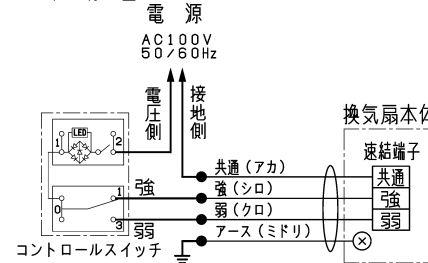 電 源
AC100V
50/60Hz
電圧側
接地側
換気扇本体
速結端子
LED
1
2
共通（アカ）
共通
強
1
強（シロ）
強
0
弱（クロ）
弱
3
弱
アース（ミドリ）
コントロールスイッチ